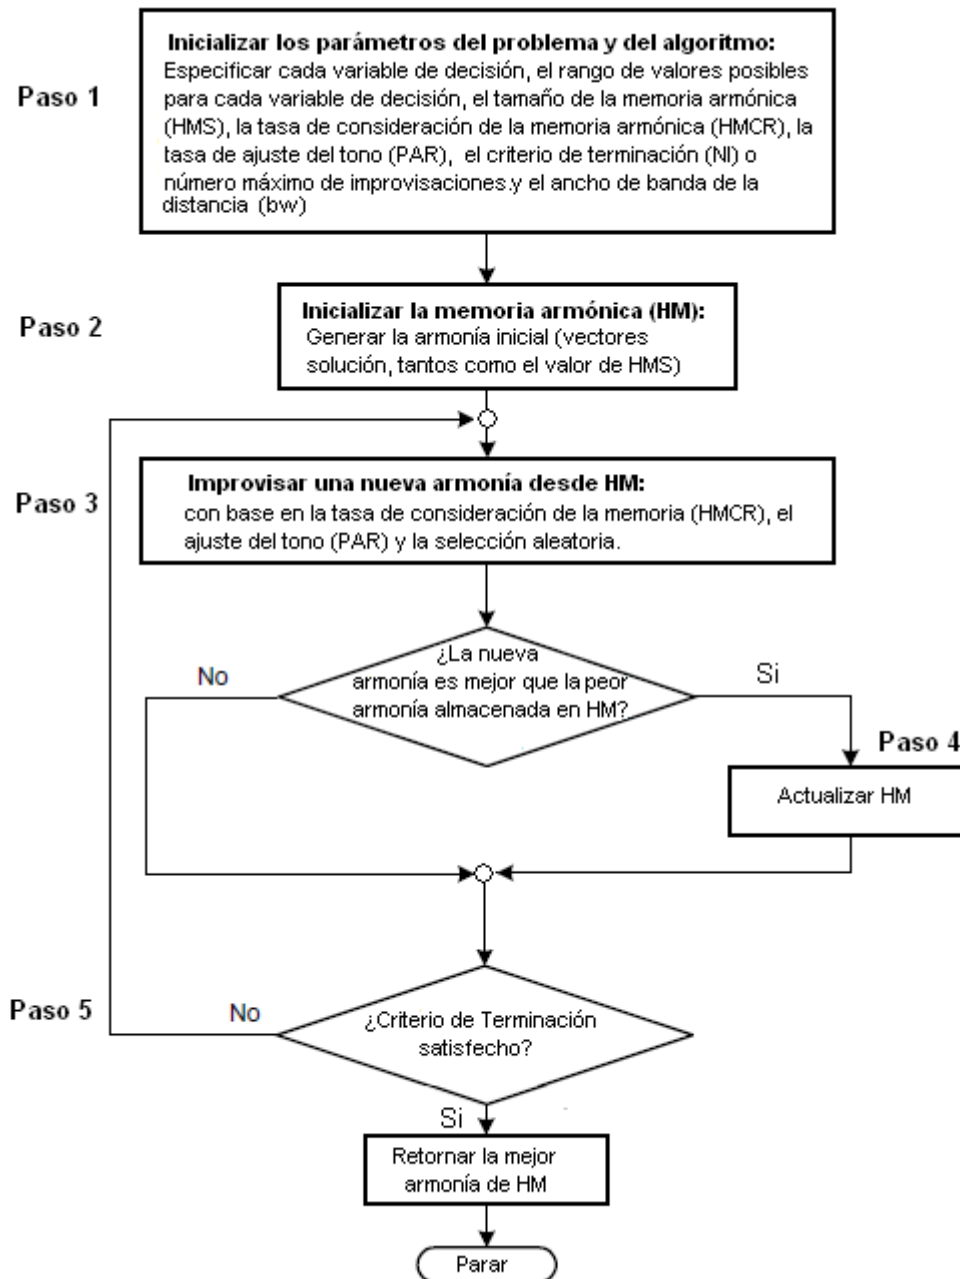 Inicializar los parámetros del problema y del algoritmo:
Especificar cada variable de decisión, el rango de valores posibles
Paso 1
para cada variable de decisión, el tamaño de la memoria armónica
(HMS), la tasa de consideración de la memoria armónica (HMCR), la
tasa de ajuste del tono (PAR), el criterio de terminación (NI) o
número máximo de improvisaciones y el ancho de banda de la
distancia (bw)
Paso 2
Inicializar la memoria armónica (HM):
Generar la armonía inicial (vectores
solución, tantos como el valor de HMS)
Paso 3
Improvisar una nueva armonía desde HM:
con base en la tasa de consideración de la memoria (HMCR), el
ajuste del tono (PAR) y la selección aleatoria.
¿La nueva
armonía es mejor que la peor
armonía almacenada en HM?
No
Si
Paso 4
Actualizar HM
Paso 5
No
¿Criterio de Terminación
satisfecho?
Si
Retornar la mejor
armonía de HM
Parar